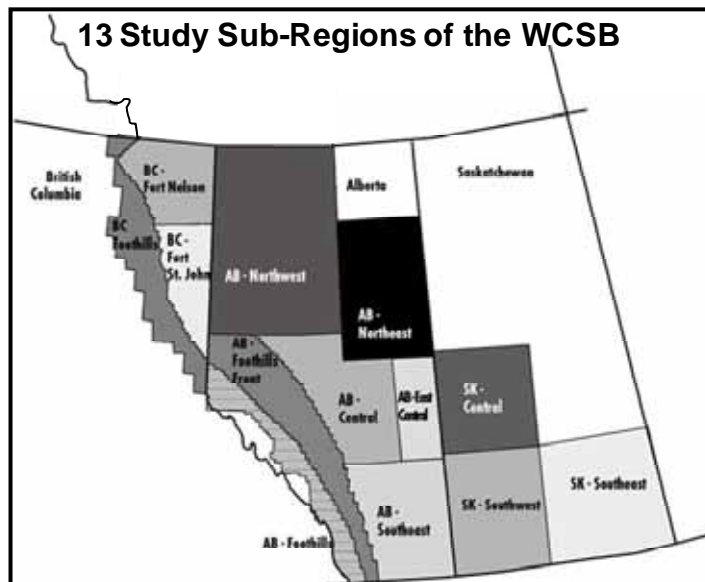 13 Study Sub-Regions of the WCSB
British
Columbia
BC -
Fort Nelson
Alberta
Saskatchewan
BC
Foothills
BC -
Fort
St. John
AB - Northwest
AB -
Northeast
AB -
Foothills
Front
AB -
Central
AB-East
Central
SK -
Central
AB -
Southeast
SK - Southwest
SK - Southeast
AB - Foothills